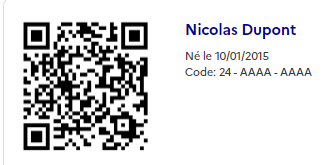 Nicolas Dupont
Né le 10/01/2015
Code: 24 - AAAA - AAAA